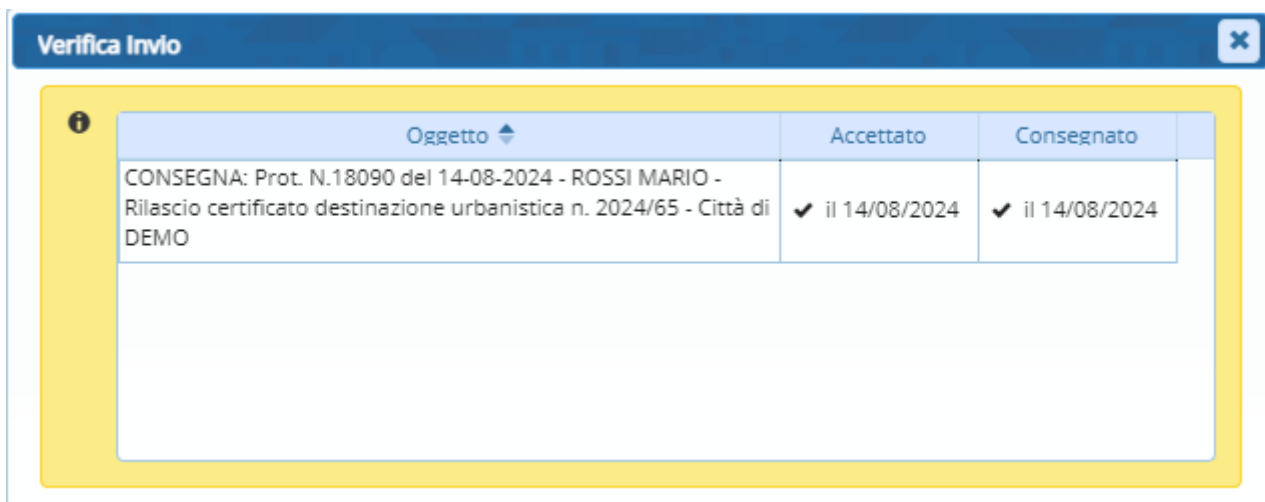 Verifica Invio
Oggetto Accettato Consegnato
CONSEGNA: Prot. N.18090 del 14-08-2024 - ROSSI MARIO -
Rilascio certificato destinazione urbanistica n. 2024/65 - Città di
DEMO
✔ il 14/08/2024 ✔ il 14/08/2024